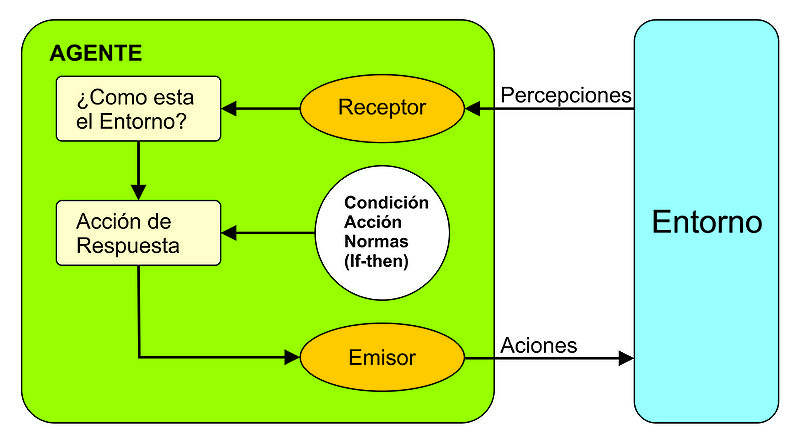 AGENTE
¿Como esta
el Entorno?
Receptor
Percepciones
Entorno
Acción de
Respuesta
Condición
Acción
Normas
(If-then)
Emisor
Aciones